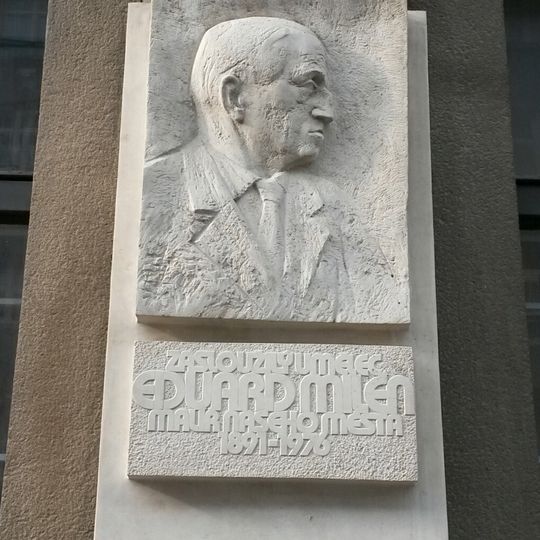 ZASLOUŽILÝ UMĚLEC
EDUARD MILÉN
MALÍŘ NAŠEHO MĚSTA
1891-1976